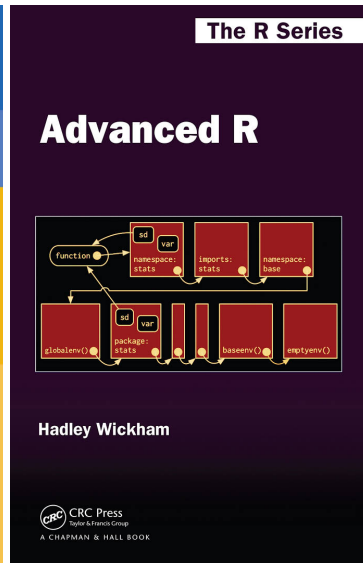 The R Series
Advanced R
sd
var
function
namespace:
stats
imports:
stats
namespace:
base
sd
var
globalenv()
package:
stats
baseenv()
emptyenv()
Hadley Wickham
CRC
CRC Press
Taylor & Francis Group
A CHAPMAN & HALL BOOK